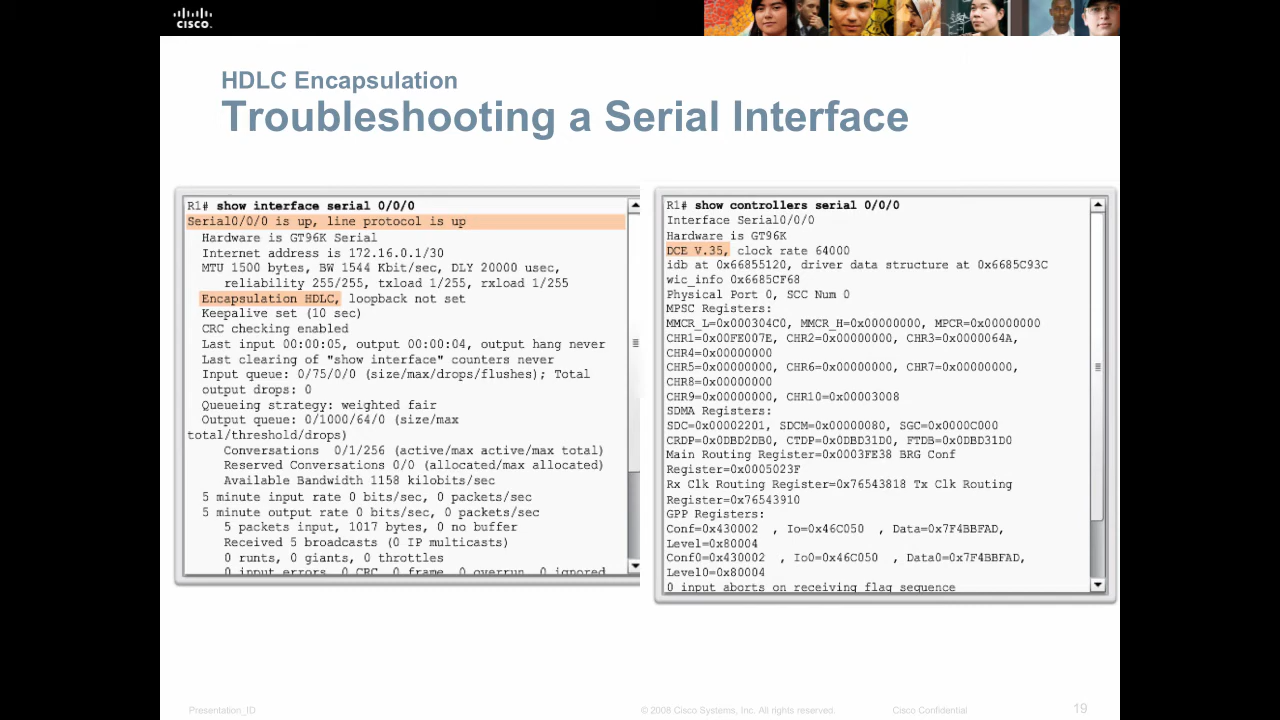 CISCO.
HDLC Encapsulation
Troubleshooting a Serial Interface
R1# show interface serial 0/0/0
Serial0/0/0 is up, line protocol is up
Hardware is GT96K Serial
Internet address is 172.16.0.1/30
MTU 1500 bytes, BW 1544 Kbit/sec, DLY 20000 usec,
reliability 255/255, txload 1/255, rxload 1/255
Encapsulation HDLC, loopback not set
Keepalive set (10 sec)
CRC checking enabled
Last input 00:00:05, output 00:00:04, output hang never
Last clearing of "show interface" counters never
Input queue: 0/75/0/0 (size/max/drops/flushes); Total
output drops: 0
Queueing strategy: weighted fair
Output queue: 0/1000/64/0 (size/max
total/threshold/drops)
Conversations 0/1/256 (active/max active/max total)
Reserved Conversations 0/0 (allocated/max allocated)
Available Bandwidth 1158 kilobits/sec
5 minute input rate 0 bits/sec, 0 packets/sec
5 minute output rate 0 bits/sec, 0 packets/sec
5 packets input, 1017 bytes, 0 no buffer
Received 5 broadcasts (0 IP multicasts)
0 runts, 0 giants, 0 throttles
0 input errors, 0 CRC, 0 frame, 0 overrun, 0 ignored
R1# show controllers serial 0/0/0
Interface Serial0/0/0
Hardware is GT96K
DCE V.35, clock rate 64000
idb at 0x66855120, driver data structure at 0x6685C93C
wic_info 0x6685CF68
Physical Port 0, SCC Num 0
MPSC Registers:
MMCR_L=0x000304C0, MMCR_H=0x00000000, MPCR=0x00000000
CHR1=0x00FE007E, CHR2=0x00000000, CHR3=0x0000064A,
CHR4=0x00000000
CHR5=0x00000000, CHR6=0x00000000, CHR7=0x00000000,
CHR8=0x00000000
CHR9=0x00000000, CHR10=0x00003008
SDMA Registers:
SDC=0x00002201, SDCM=0x00000080, SGC=0x0000C000
CRDP=0x0DBD2DB0, CTDP=0x0DBD31D0, FTDB=0x0DBD31D0
Main Routing Register=0x0003FE38 BRG Conf
Register=0x0005023F
Rx Clk Routing Register=0x76543818 Tx Clk Routing
Register=0x76543910
GPP Registers:
Conf=0x430002 , Io=0x46C050 , Data=0x7F4BBFAD,
Level=0x80004
Conf0=0x430002 , Io0=0x46C050 , Data0=0x7F4BBFAD,
Level0=0x80004
0 input aborts on receiving flag sequence
Presentation_ID
© 2008 Cisco Systems, Inc. All rights reserved.
Cisco Confidential
19